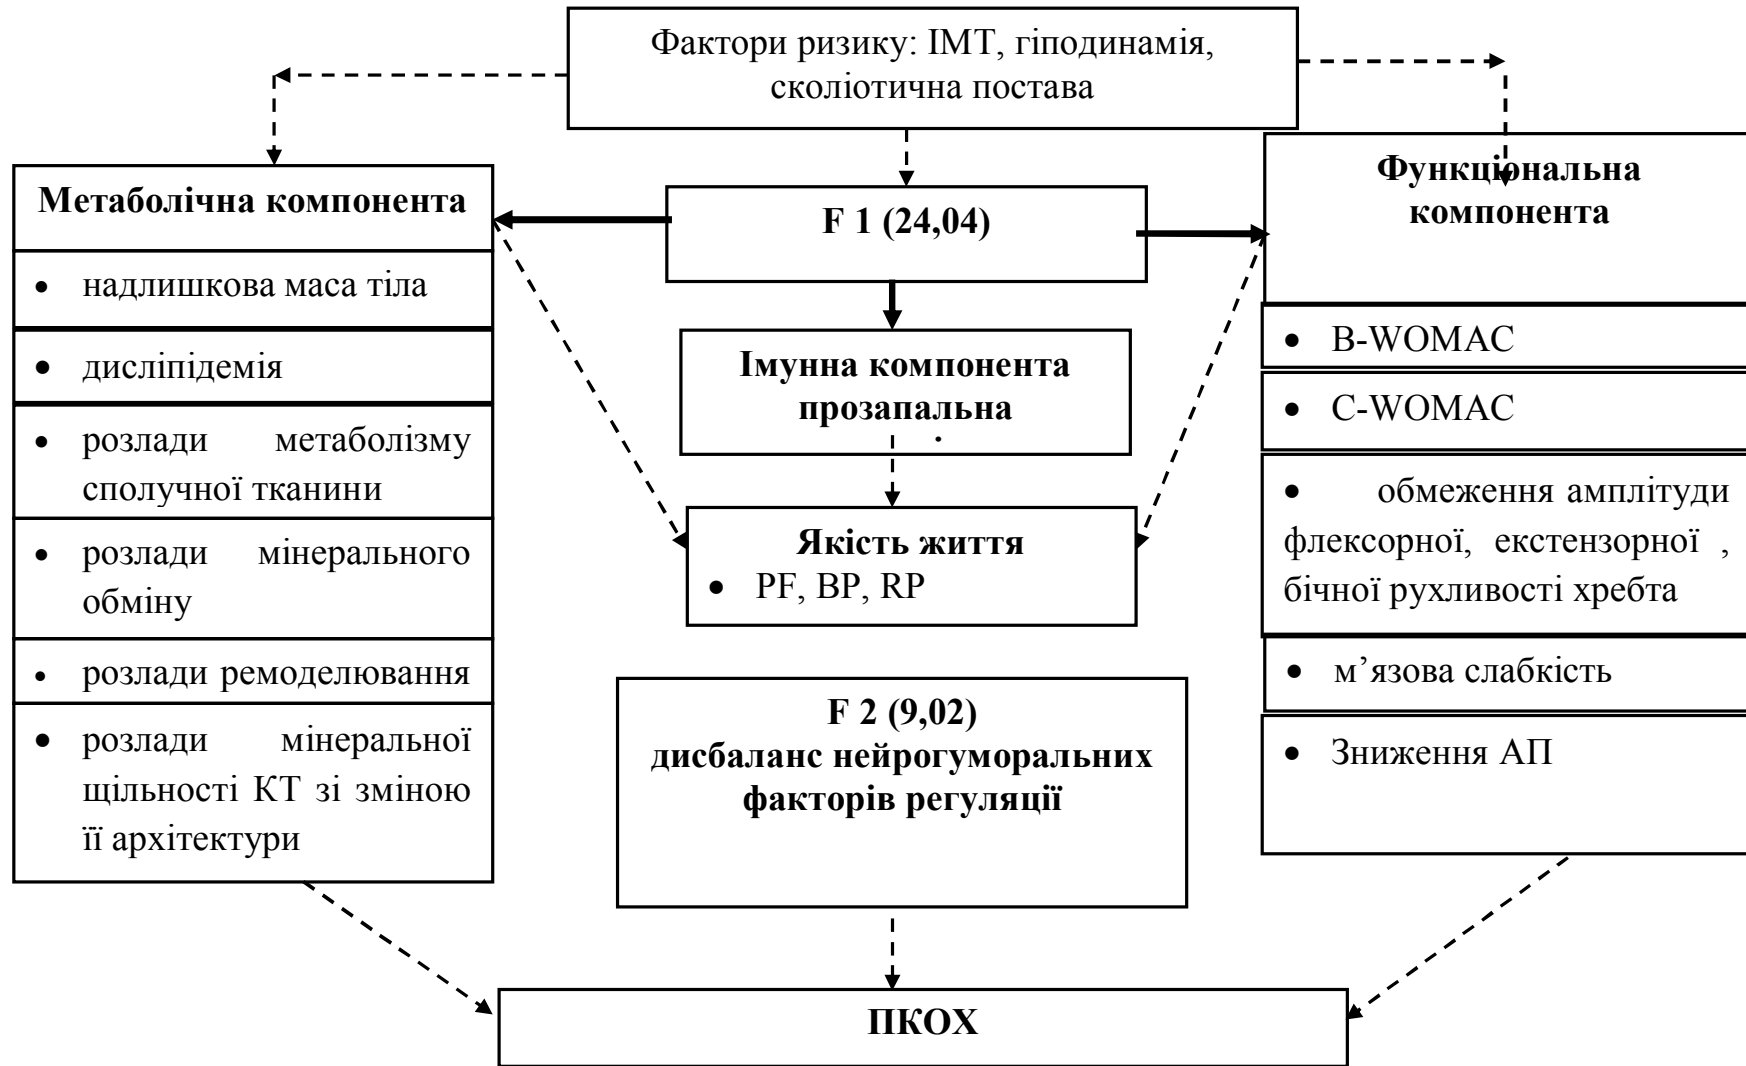 Фактори ризику: ІМТ, гіподинамія,
сколіотична постава
Метаболічна компонента
• надлишкова маса тіла
• дисліпідемія
• розлади метаболізму
сполучної тканини
• розлади мінерального
обміну
• розлади ремоделювання
• розлади мінеральної
щільності КТ зі зміною
її архітектури
F 1 (24,04)
Імунна компонента
прозапальна
Якість життя
• PF, BP, RP
F 2 (9,02)
дисбаланс нейрогуморальних
факторів регуляції
Функціональна
компонента
• B-WOMAC
• C-WOMAC
• обмеження амплітуди
флексорної, екстензорної ,
бічної рухливості хребта
• м’язова слабкість
• Зниження АП
ПКОХ